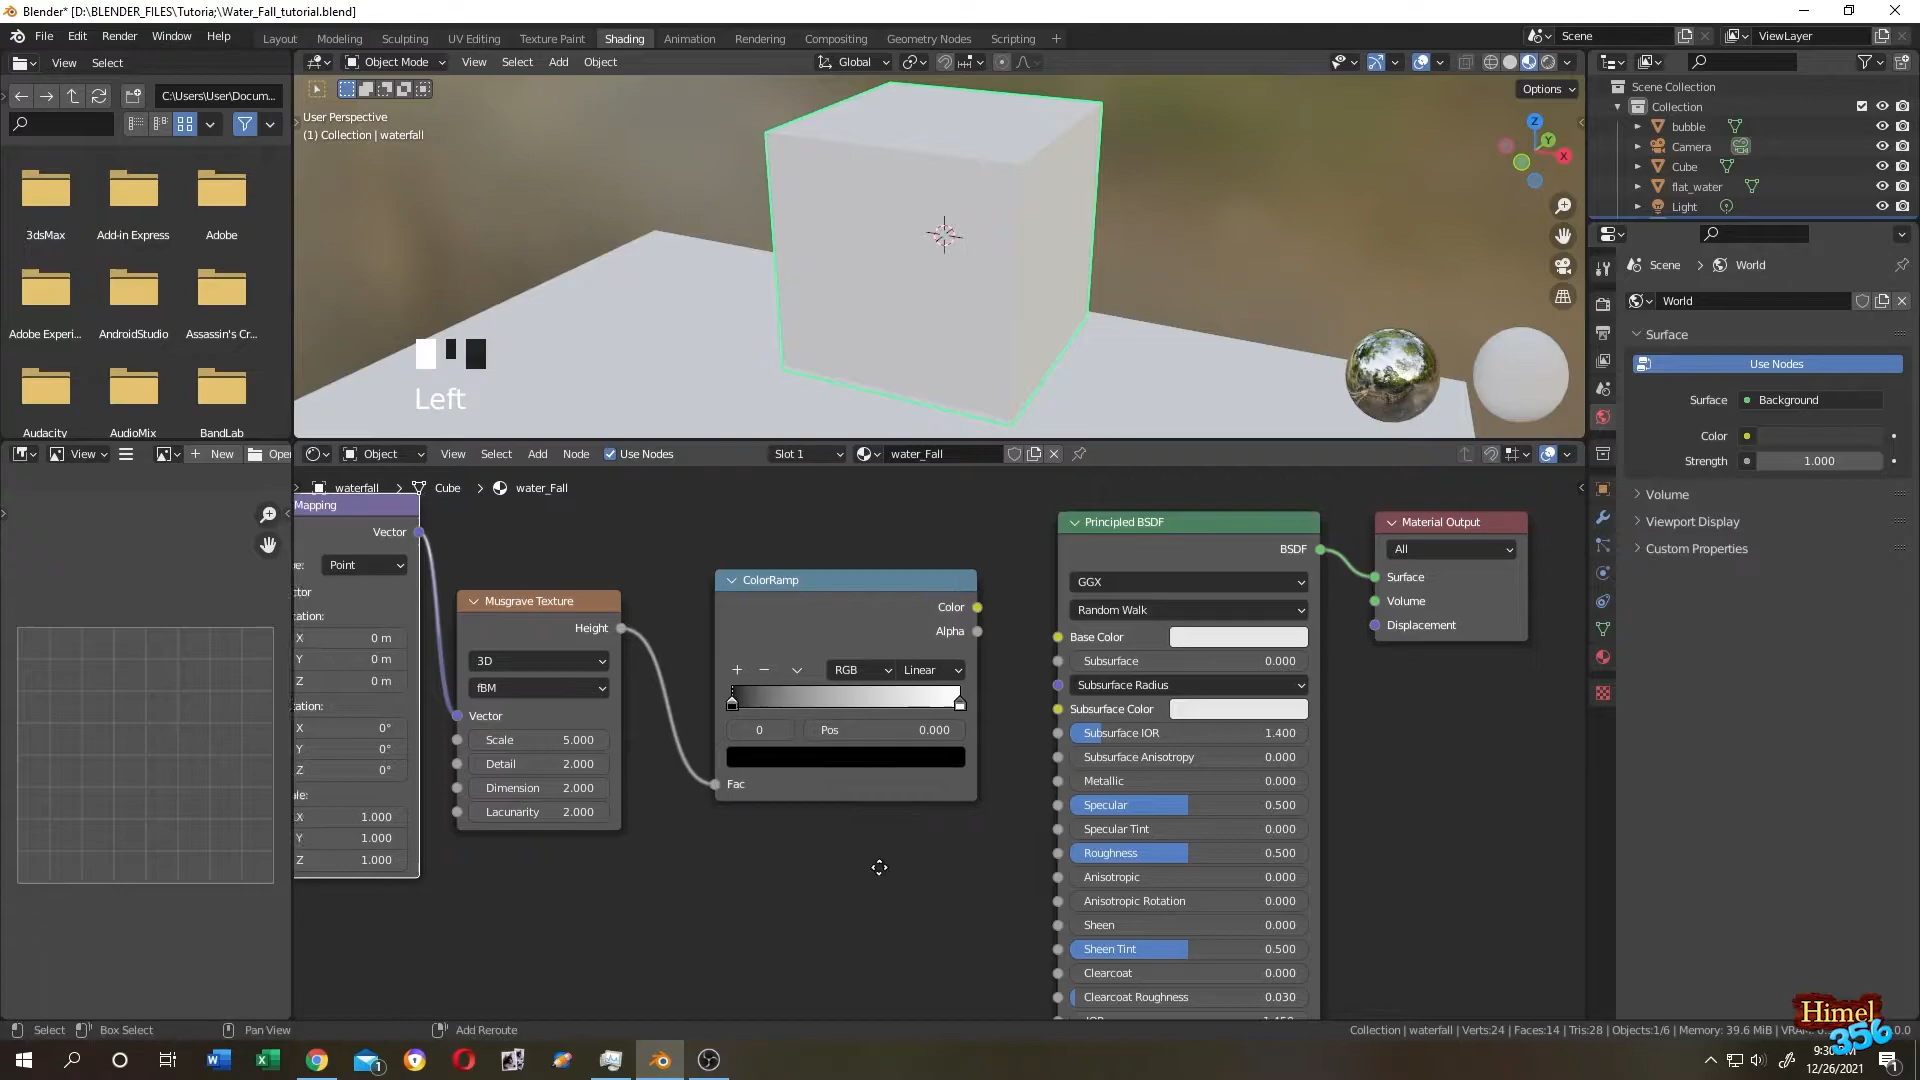 Blender* [D:\BLENDER_FILES\Tutoria;\Water_Fall_tutorial.blend]
File Edit Render Window Help
Layout Modeling Sculpting UV Editing Texture Paint Shading Animation Rendering Compositing Geometry Nodes Scripting
Scene ViewLayer
View Select
Object Mode View Select Add Object Global
C:\Users\User\Docum...
Options
User Perspective
(1) Collection | waterfall
Z
Y
X
3dsMax Add-in Express Adobe
Adobe Experi... AndroidStudio Assassin's Cr...
Audacity AudioMix BandLab
Left
Scene Collection
Collection
bubble
Camera
Cube
flat_water
Light
Scene > World
World
Surface
Use Nodes
Surface Background
Color
Strength 1.000
Volume
Viewport Display
Custom Properties
View New Open
Object View Select Add Node Use Nodes Slot 1 water_Fall
waterfall > Cube > water_Fall
Mapping
Vector
Point
X 0 m
Y 0 m
Z 0 m
X 0°
Y 0°
Z 0°
X 1.000
Y 1.000
Z 1.000
Musgrave Texture
Height
3D
fBM
Vector
Scale 5.000
Detail 2.000
Dimension 2.000
Lacunarity 2.000
ColorRamp
Color
Alpha
+ − RGB Linear
0 Pos 0.000
Fac
Principled BSDF
BSDF
GGX
Random Walk
Base Color
Subsurface 0.000
Subsurface Radius
Subsurface Color
Subsurface IOR 1.400
Subsurface Anisotropy 0.000
Metallic 0.000
Specular 0.500
Specular Tint 0.000
Roughness 0.500
Anisotropic 0.000
Anisotropic Rotation 0.000
Sheen 0.000
Sheen Tint 0.500
Clearcoat 0.000
Clearcoat Roughness 0.030
Material Output
All
Surface
Volume
Displacement
Select Box Select Pan View Add Reroute
Collection | waterfall | Verts:24 | Faces:14 | Tris:28 | Objects:1/6 | Memory: 39.6 MiB |
Himel
356
12/26/2021